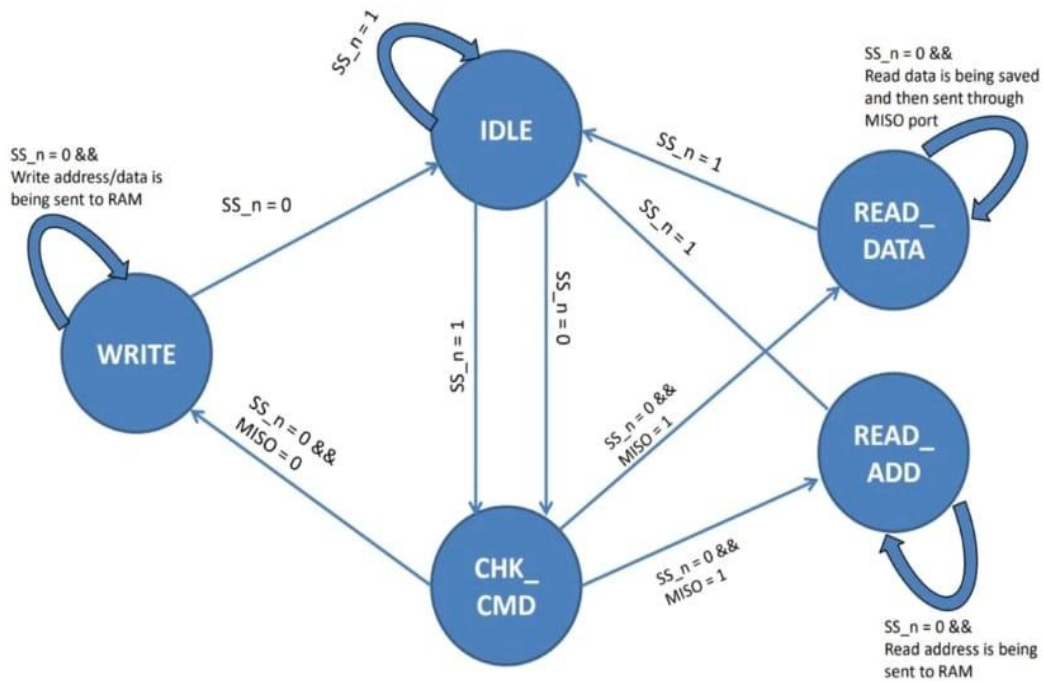 SS_n = 1
IDLE
SS_n = 0 &&
Read data is being saved
and then sent through
MISO port
SS_n = 1
READ_
DATA
SS_n = 0 &&
Write address/data is
being sent to RAM
SS_n = 0
SS_n = 1
WRITE
SS_n = 1
SS_n = 0
SS_n = 0 &&
MISO = 0
SS_n = 0 &&
MISO = 1
READ_
ADD
CHK_
CMD
SS_n = 0 &&
MISO = 1
SS_n = 0 &&
Read address is being
sent to RAM